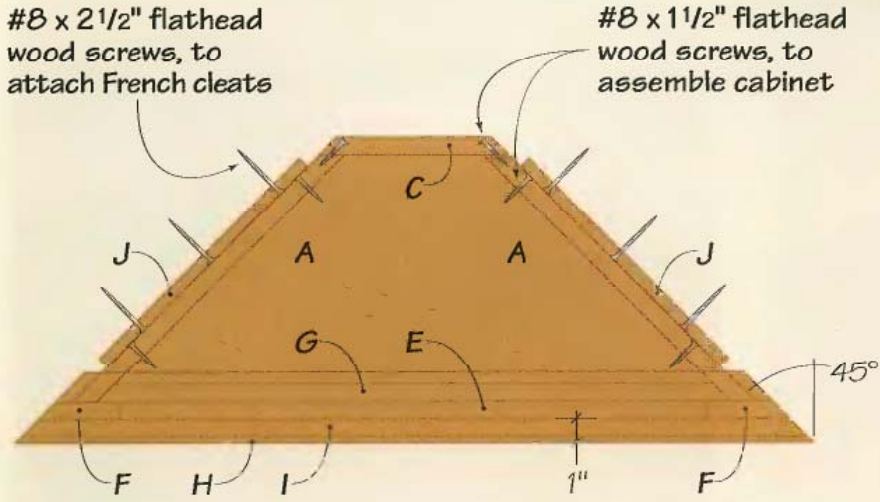 #8 x 2 1/2" flathead
wood screws, to
attach French cleats
#8 x 1 1/2" flathead
wood screws, to
assemble cabinet
C
J
A
A
J
G
E
45°
F
H
I
1"
F